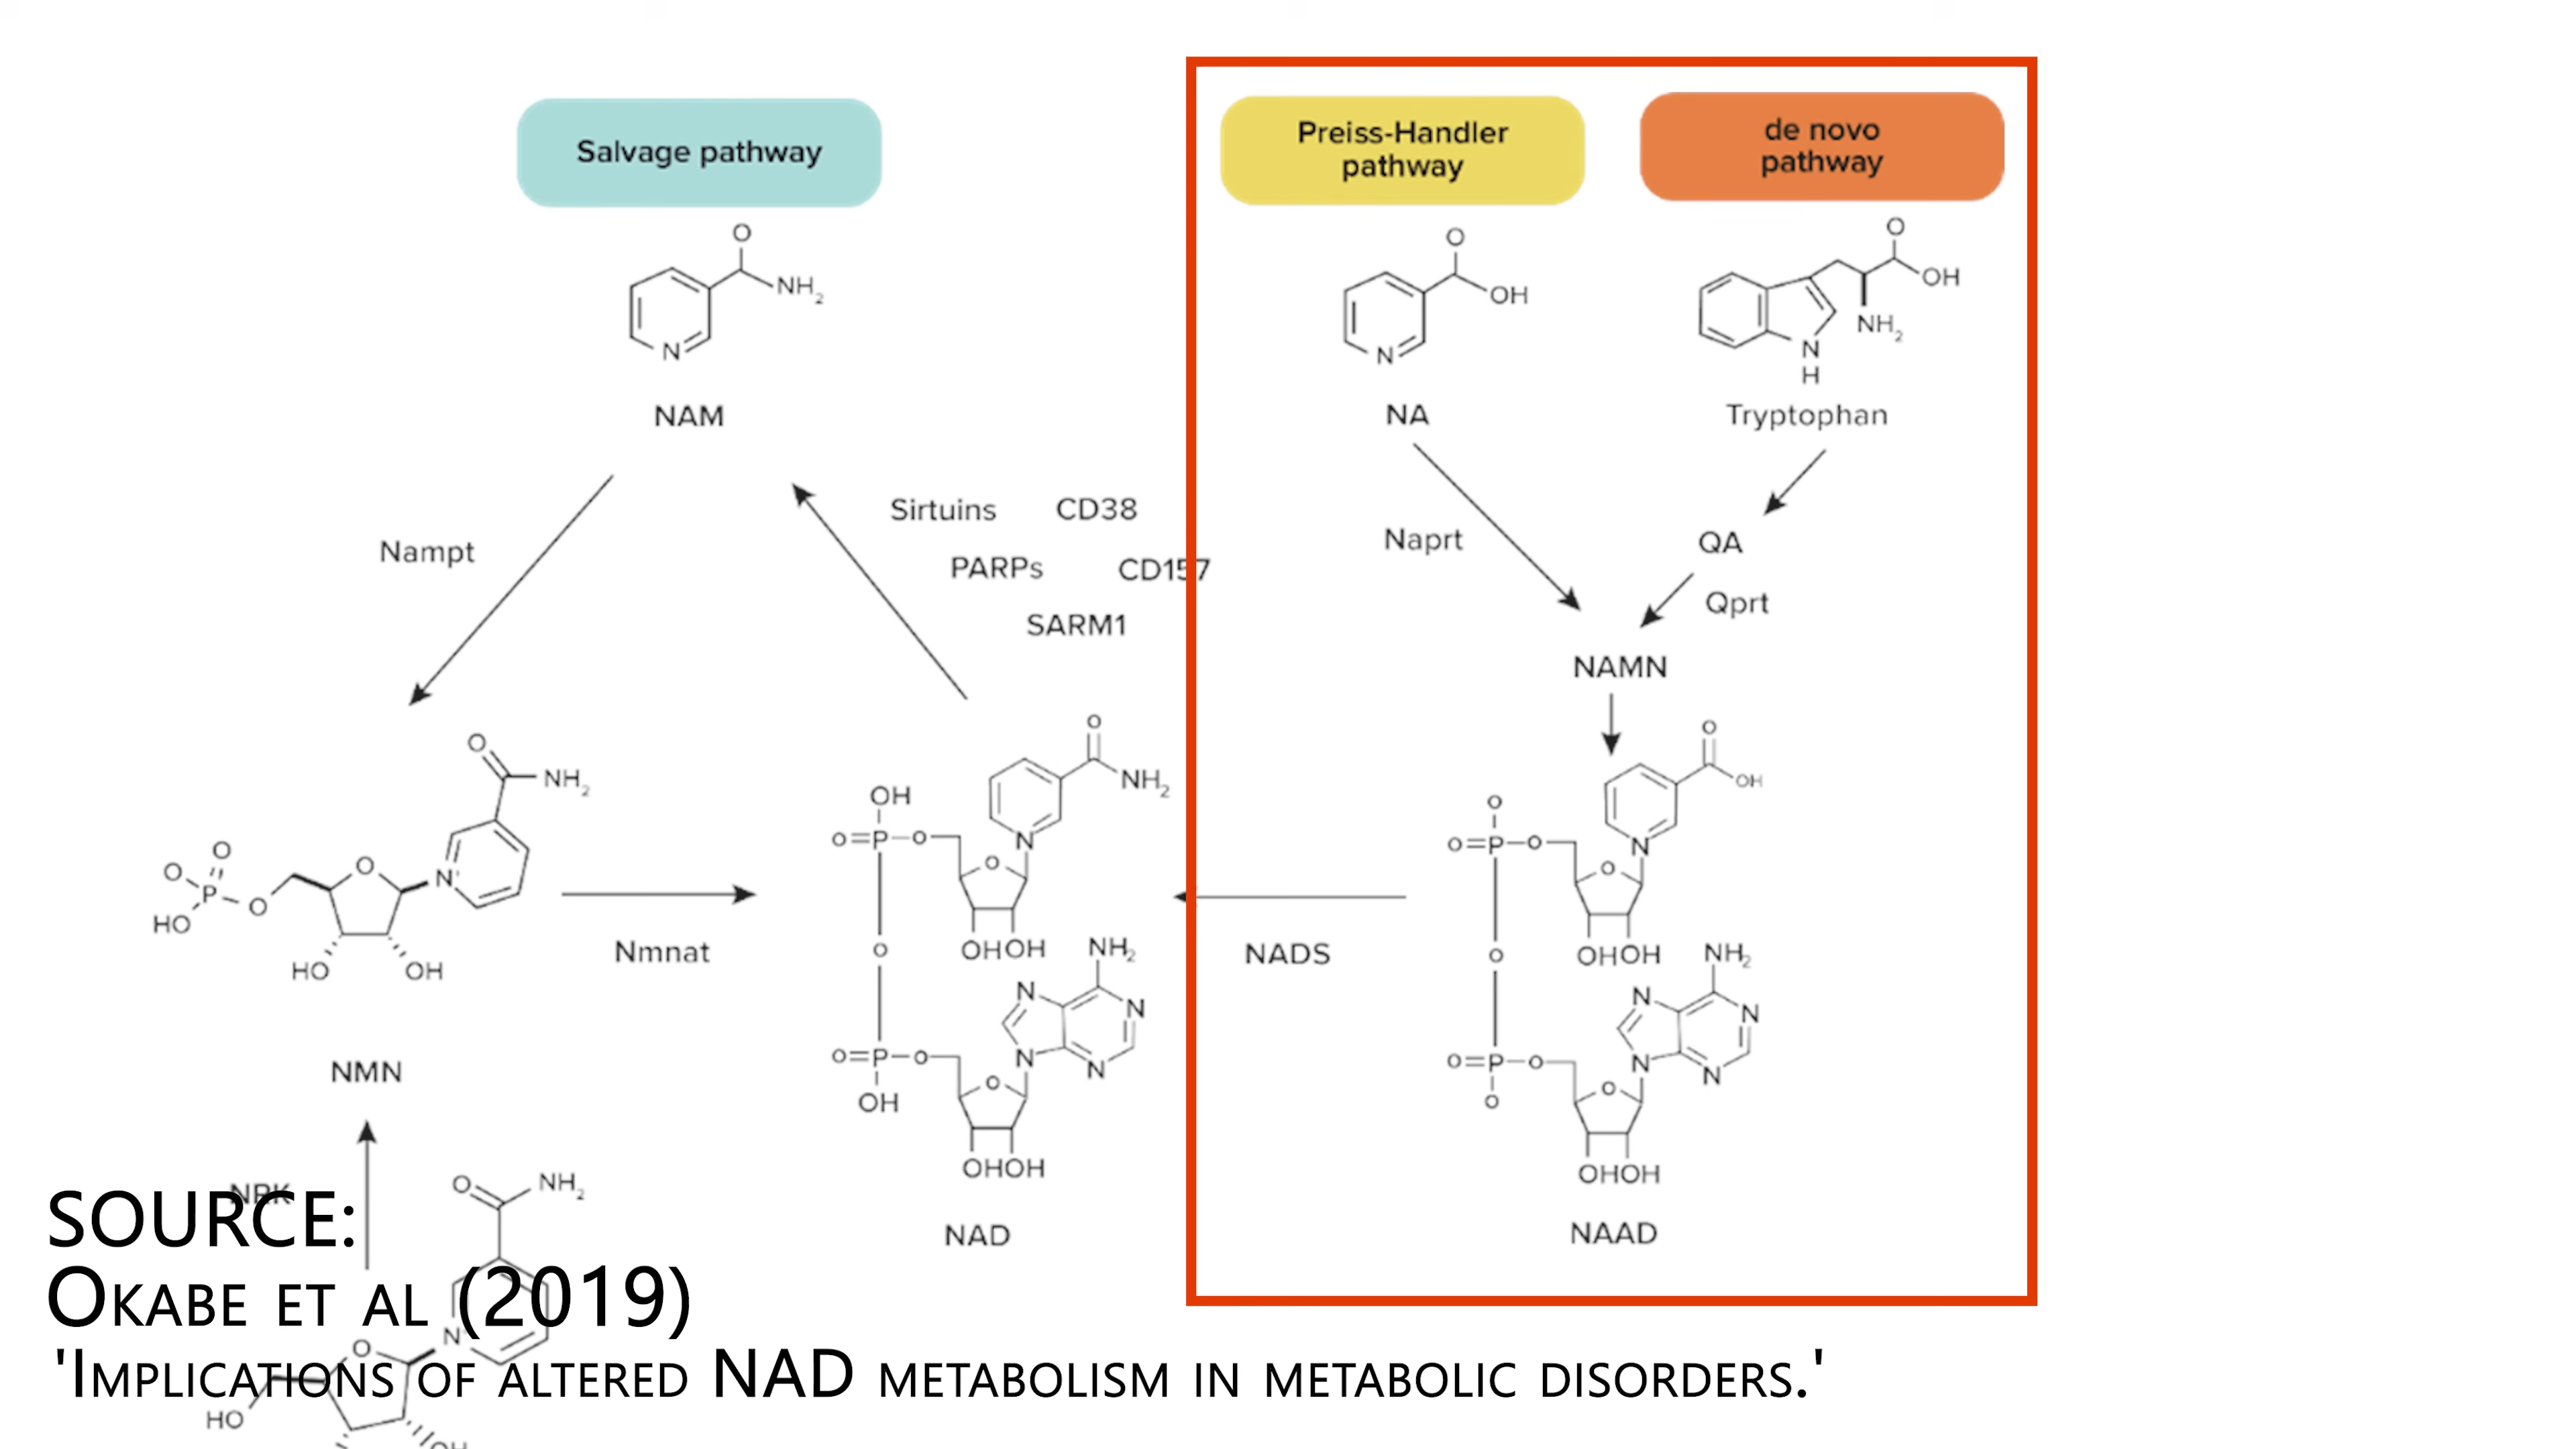 Salvage pathway
Preiss-Handler
pathway
de novo
pathway
O
NH2
N
NAM
O
OH
N
NA
O
OH
NH2
N
H
Tryptophan
Nampt
Sirtuins CD38
PARPs CD157
SARM1
Naprt
QA
Qprt
NAMN
O
NH2
O
O
P
HO
O
O
N+
HO
OH
NMN
Nmnat
O
NH2
OH
O=P-O
N
O
OHOH
O
NH2
N
N
N
N
O=P-O
OH
O
OHOH
NAD
NADS
O
OH
O
O=P-O
N
O
OHOH
O
NH2
N
N
N
N
O=P-O
O
O
OHOH
NAAD
NRK
O
NH2
N
O
HO
OH
SOURCE:
OKABE ET AL (2019)
'IMPLICATIONS OF ALTERED NAD METABOLISM IN METABOLIC DISORDERS.'